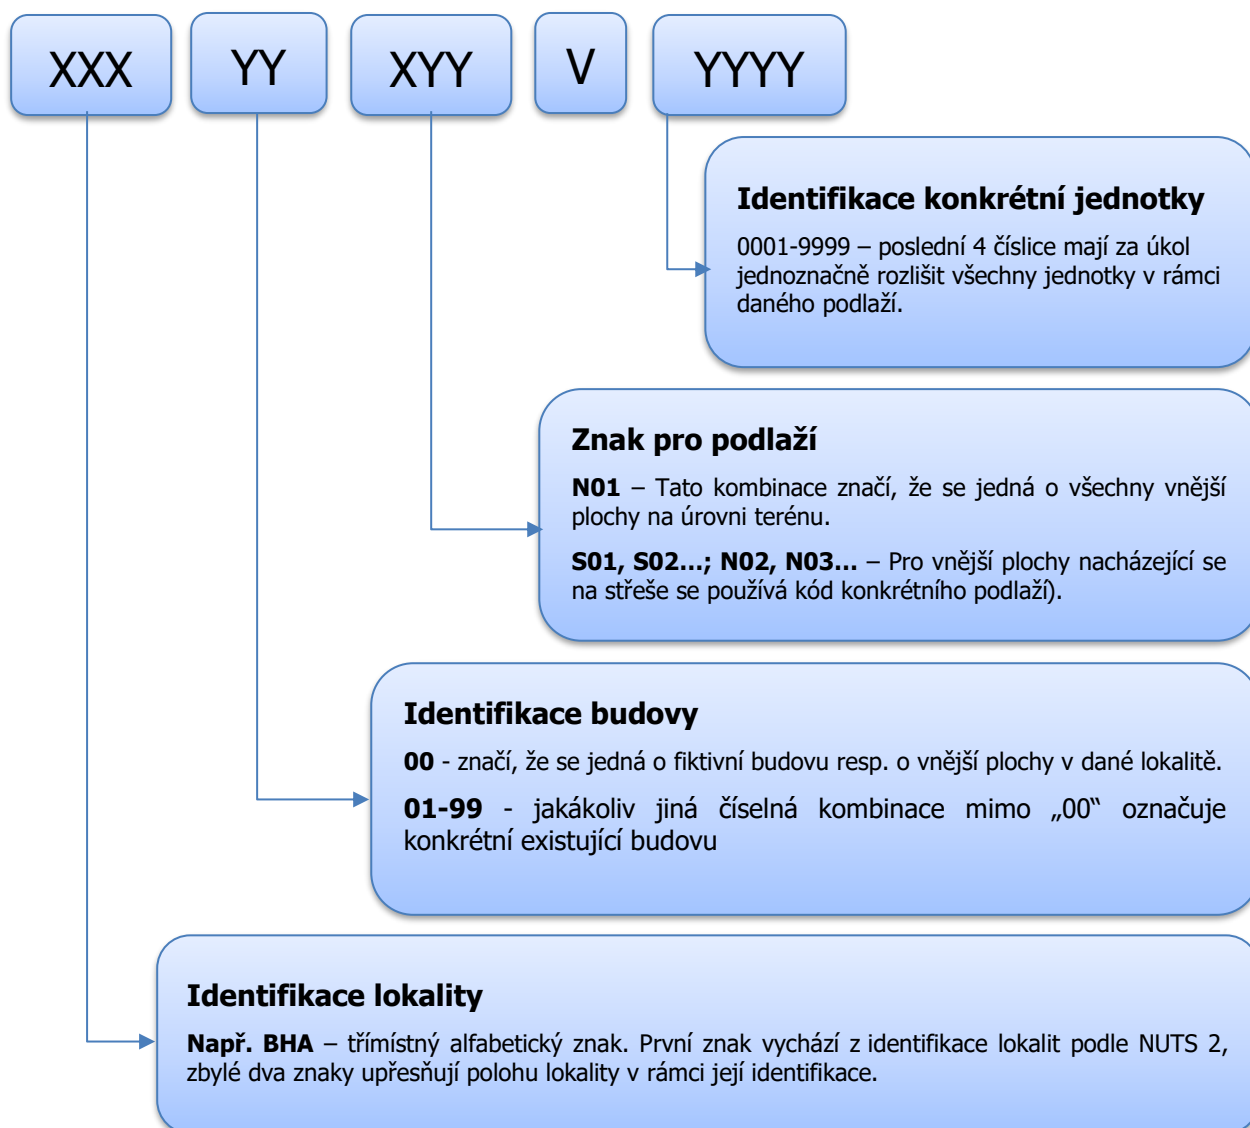 XXX YY XYY V YYYY
Identifikace konkrétní jednotky
0001-9999 – poslední 4 číslice mají za úkol
jednoznačně rozlišit všechny jednotky v rámci
daného podlaží.
Znak pro podlaží
N01 – Tato kombinace značí, že se jedná o všechny vnější
plochy na úrovni terénu.
S01, S02...; N02, N03... – Pro vnější plochy nacházející se
na střeše se používá kód konkrétního podlaží).
Identifikace budovy
00 - značí, že se jedná o fiktivní budovu resp. o vnější plochy v dané lokalitě.
01-99 - jakákoliv jiná číselná kombinace mimo „00“ označuje
konkrétní existující budovu
Identifikace lokality
Např. BHA – třímístný alfabetický znak. První znak vychází z identifikace lokalit podle NUTS 2,
zbylé dva znaky upřesňují polohu lokality v rámci její identifikace.